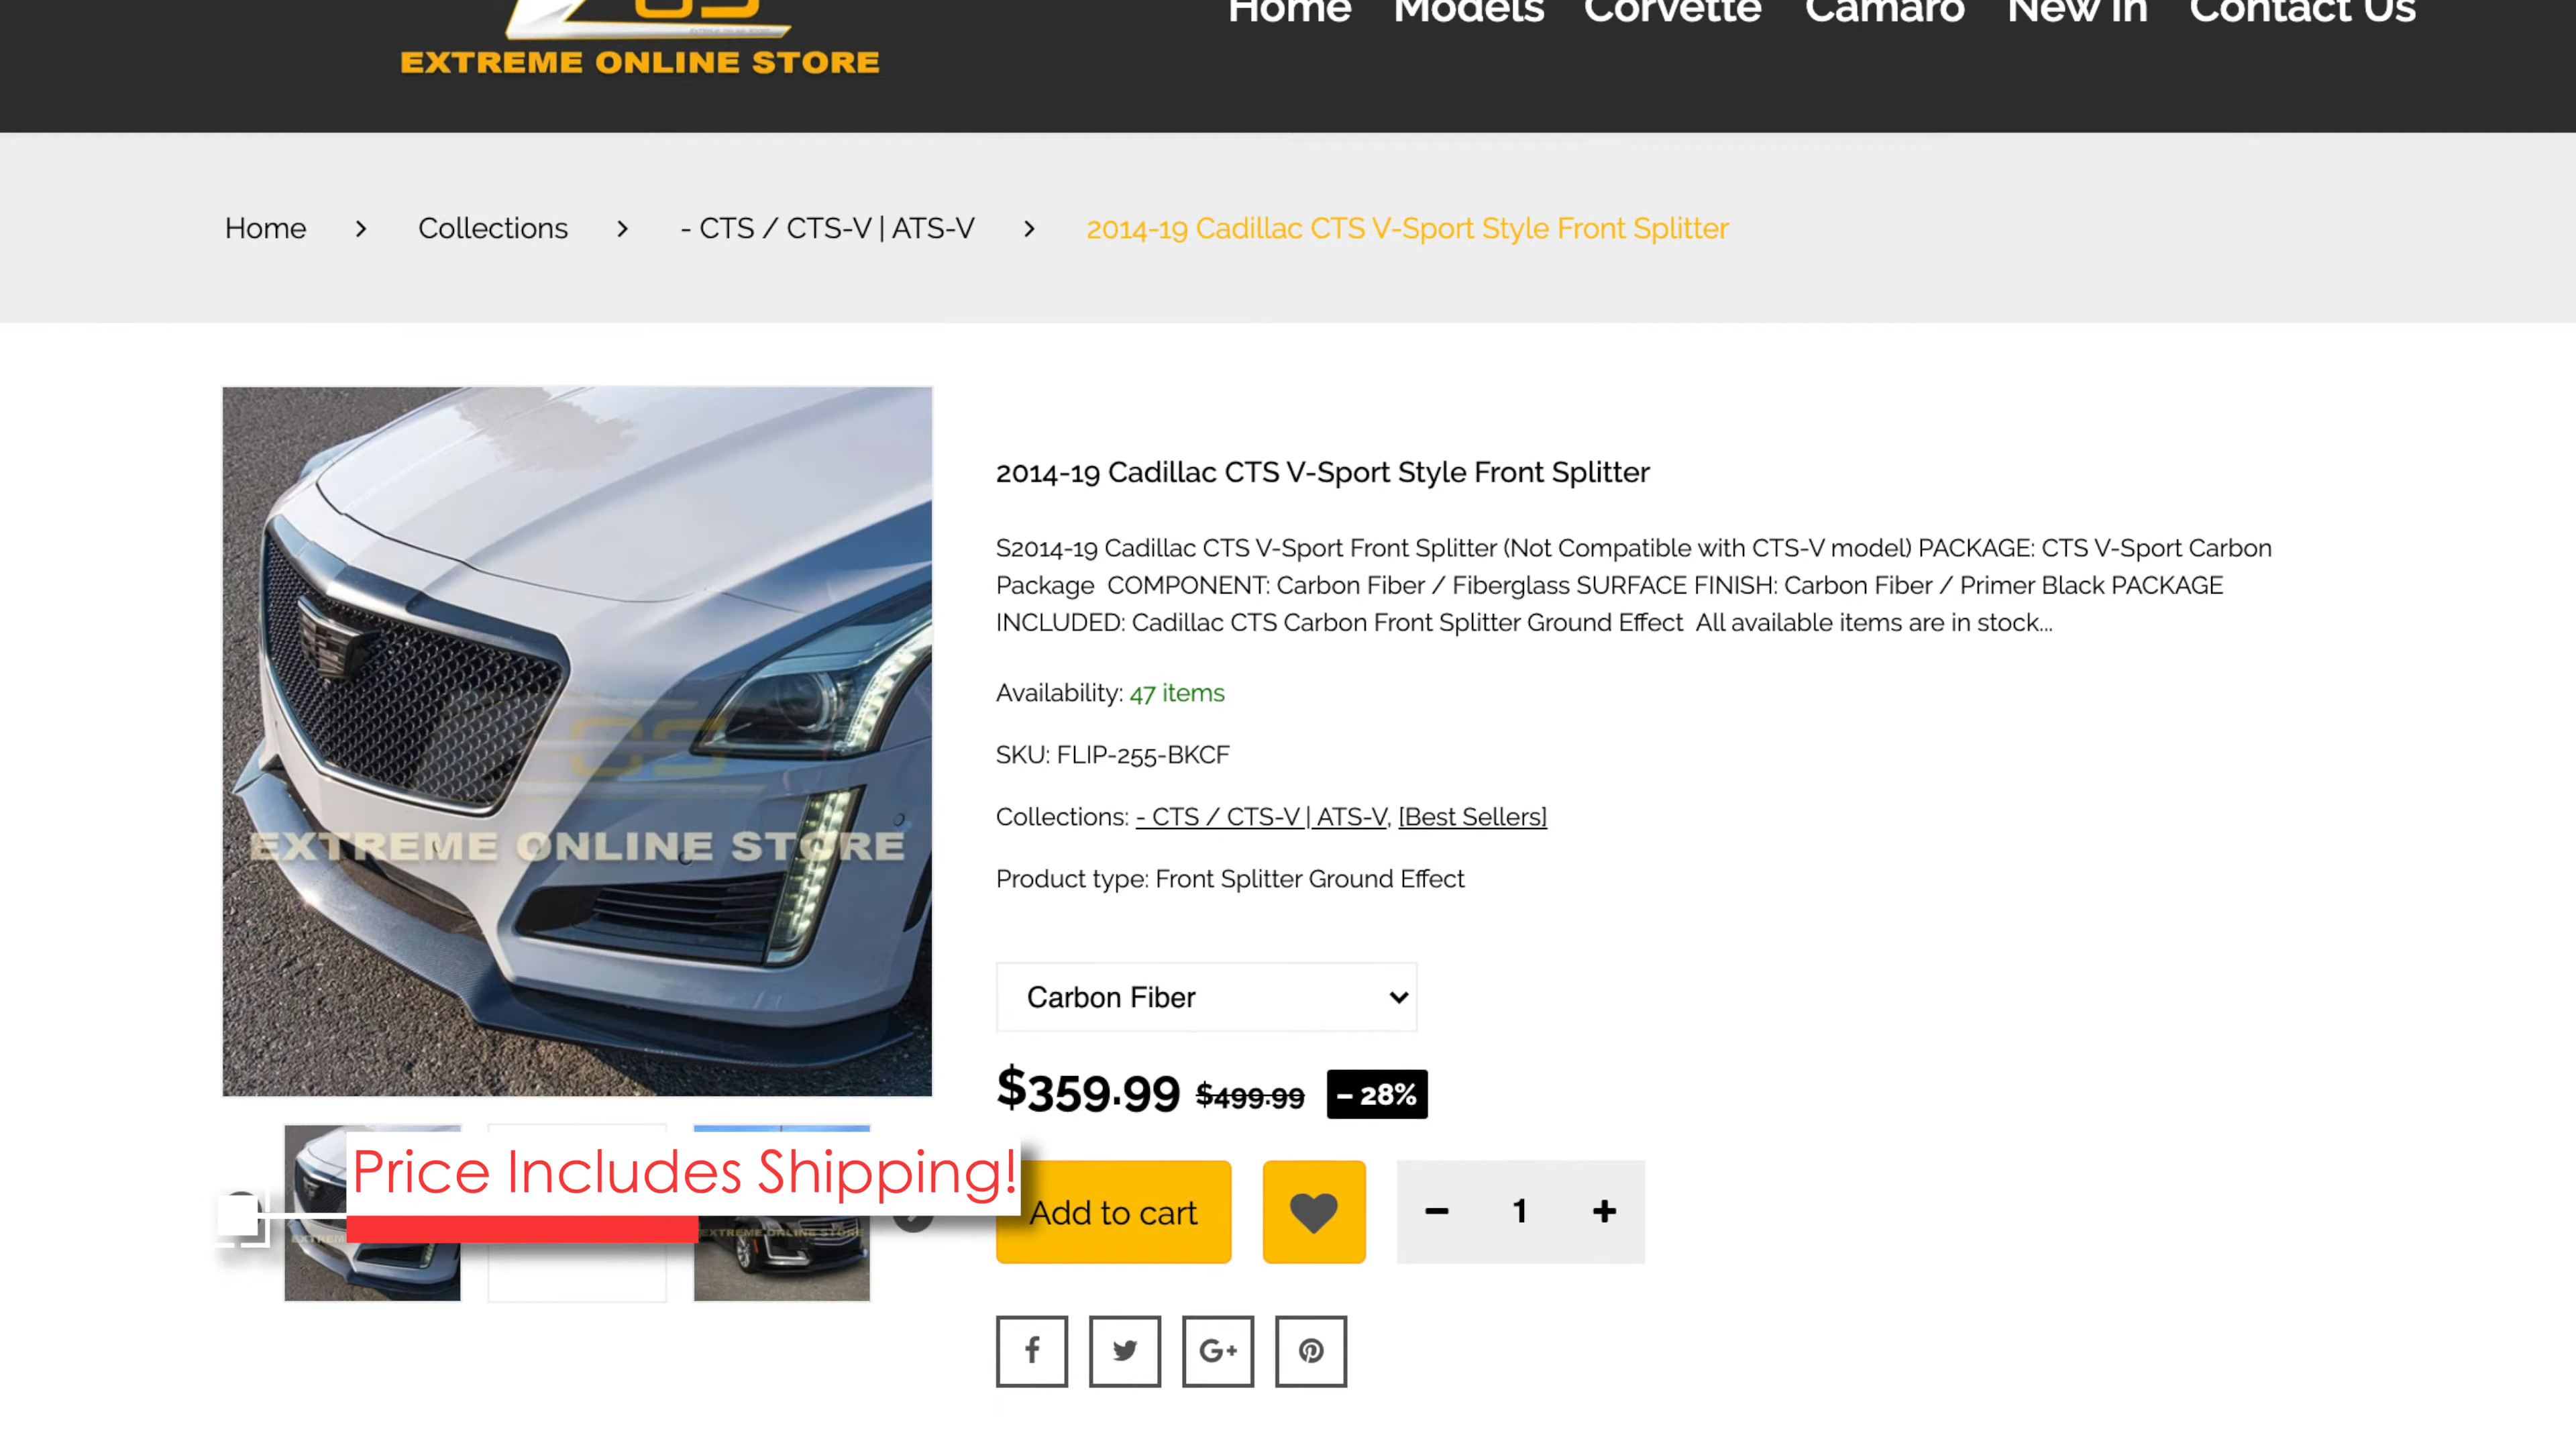 Home Models Corvette Camaro New In Contact Us
EXTREME ONLINE STORE
Home > Collections > - CTS / CTS-V | ATS-V > 2014-19 Cadillac CTS V-Sport Style Front Splitter
2014-19 Cadillac CTS V-Sport Style Front Splitter
S2014-19 Cadillac CTS V-Sport Front Splitter (Not Compatible with CTS-V model) PACKAGE: CTS V-Sport Carbon
Package COMPONENT: Carbon Fiber / Fiberglass SURFACE FINISH: Carbon Fiber / Primer Black PACKAGE
INCLUDED: Cadillac CTS Carbon Front Splitter Ground Effect All available items are in stock...
Availability: 47 items
SKU: FLIP-255-BKCF
EXTREME ONLINE STORE
Collections: - CTS / CTS-V | ATS-V, [Best Sellers]
Product type: Front Splitter Ground Effect
Carbon Fiber
$359.99 $499.99 – 28%
Price Includes Shipping!
Add to cart
− 1 +
EXTREME ONLINE STORE
G+